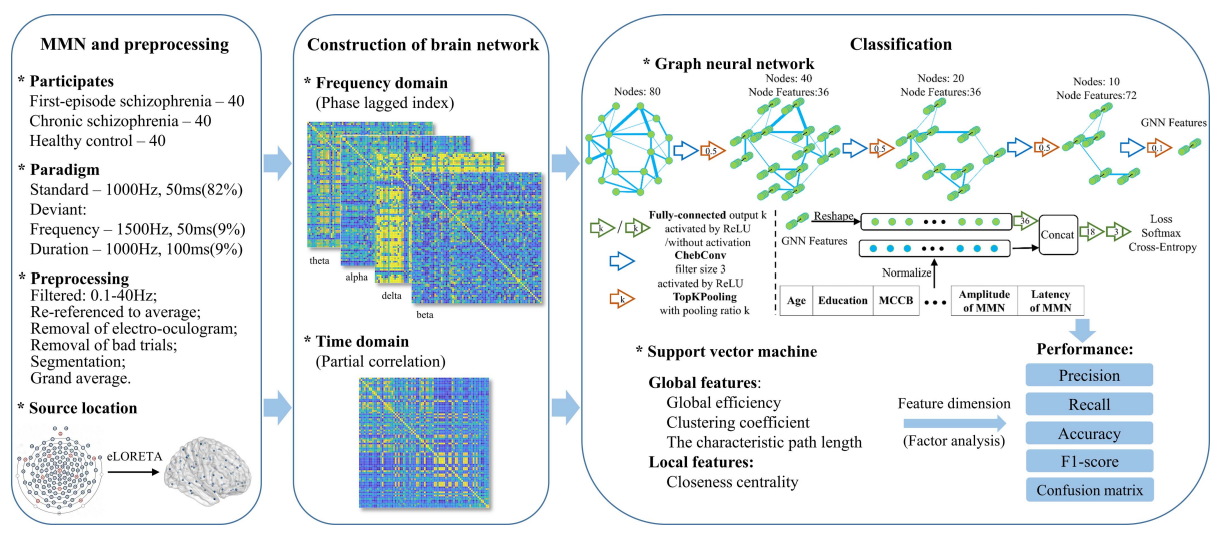 MMN and preprocessing
* Participates
First-episode schizophrenia – 40
Chronic schizophrenia – 40
Healthy control – 40
* Paradigm
Standard – 1000Hz, 50ms(82%)
Deviant:
Frequency – 1500Hz, 50ms(9%)
Duration – 1000Hz, 100ms(9%)
* Preprocessing
Filtered: 0.1-40Hz;
Re-referenced to average;
Removal of electro-oculogram;
Removal of bad trials;
Segmentation;
Grand average.
* Source location
eLORETA
Construction of brain network
* Frequency domain
(Phase lagged index)
theta
alpha
delta
beta
* Time domain
(Partial correlation)
Classification
* Graph neural network
Nodes: 80
Nodes: 40
Node Features:36
Nodes: 20
Node Features:36
Nodes: 10
Node Features:72
GNN Features
0.5
0.5
0.5
0.1
k / k
Fully-connected output k
activated by ReLU
/without activation
ChebConv
filter size 3
activated by ReLU
k
TopKPooling
with pooling ratio k
GNN Features
Reshape
36
Concat
8
3
Loss
Softmax
Cross-Entropy
Normalize
Age
Education
MCCB
Amplitude
of MMN
Latency
of MMN
* Support vector machine
Global features:
Global efficiency
Clustering coefficient
The characteristic path length
Local features:
Closeness centrality
Feature dimension
(Factor analysis)
Performance:
Precision
Recall
Accuracy
F1-score
Confusion matrix